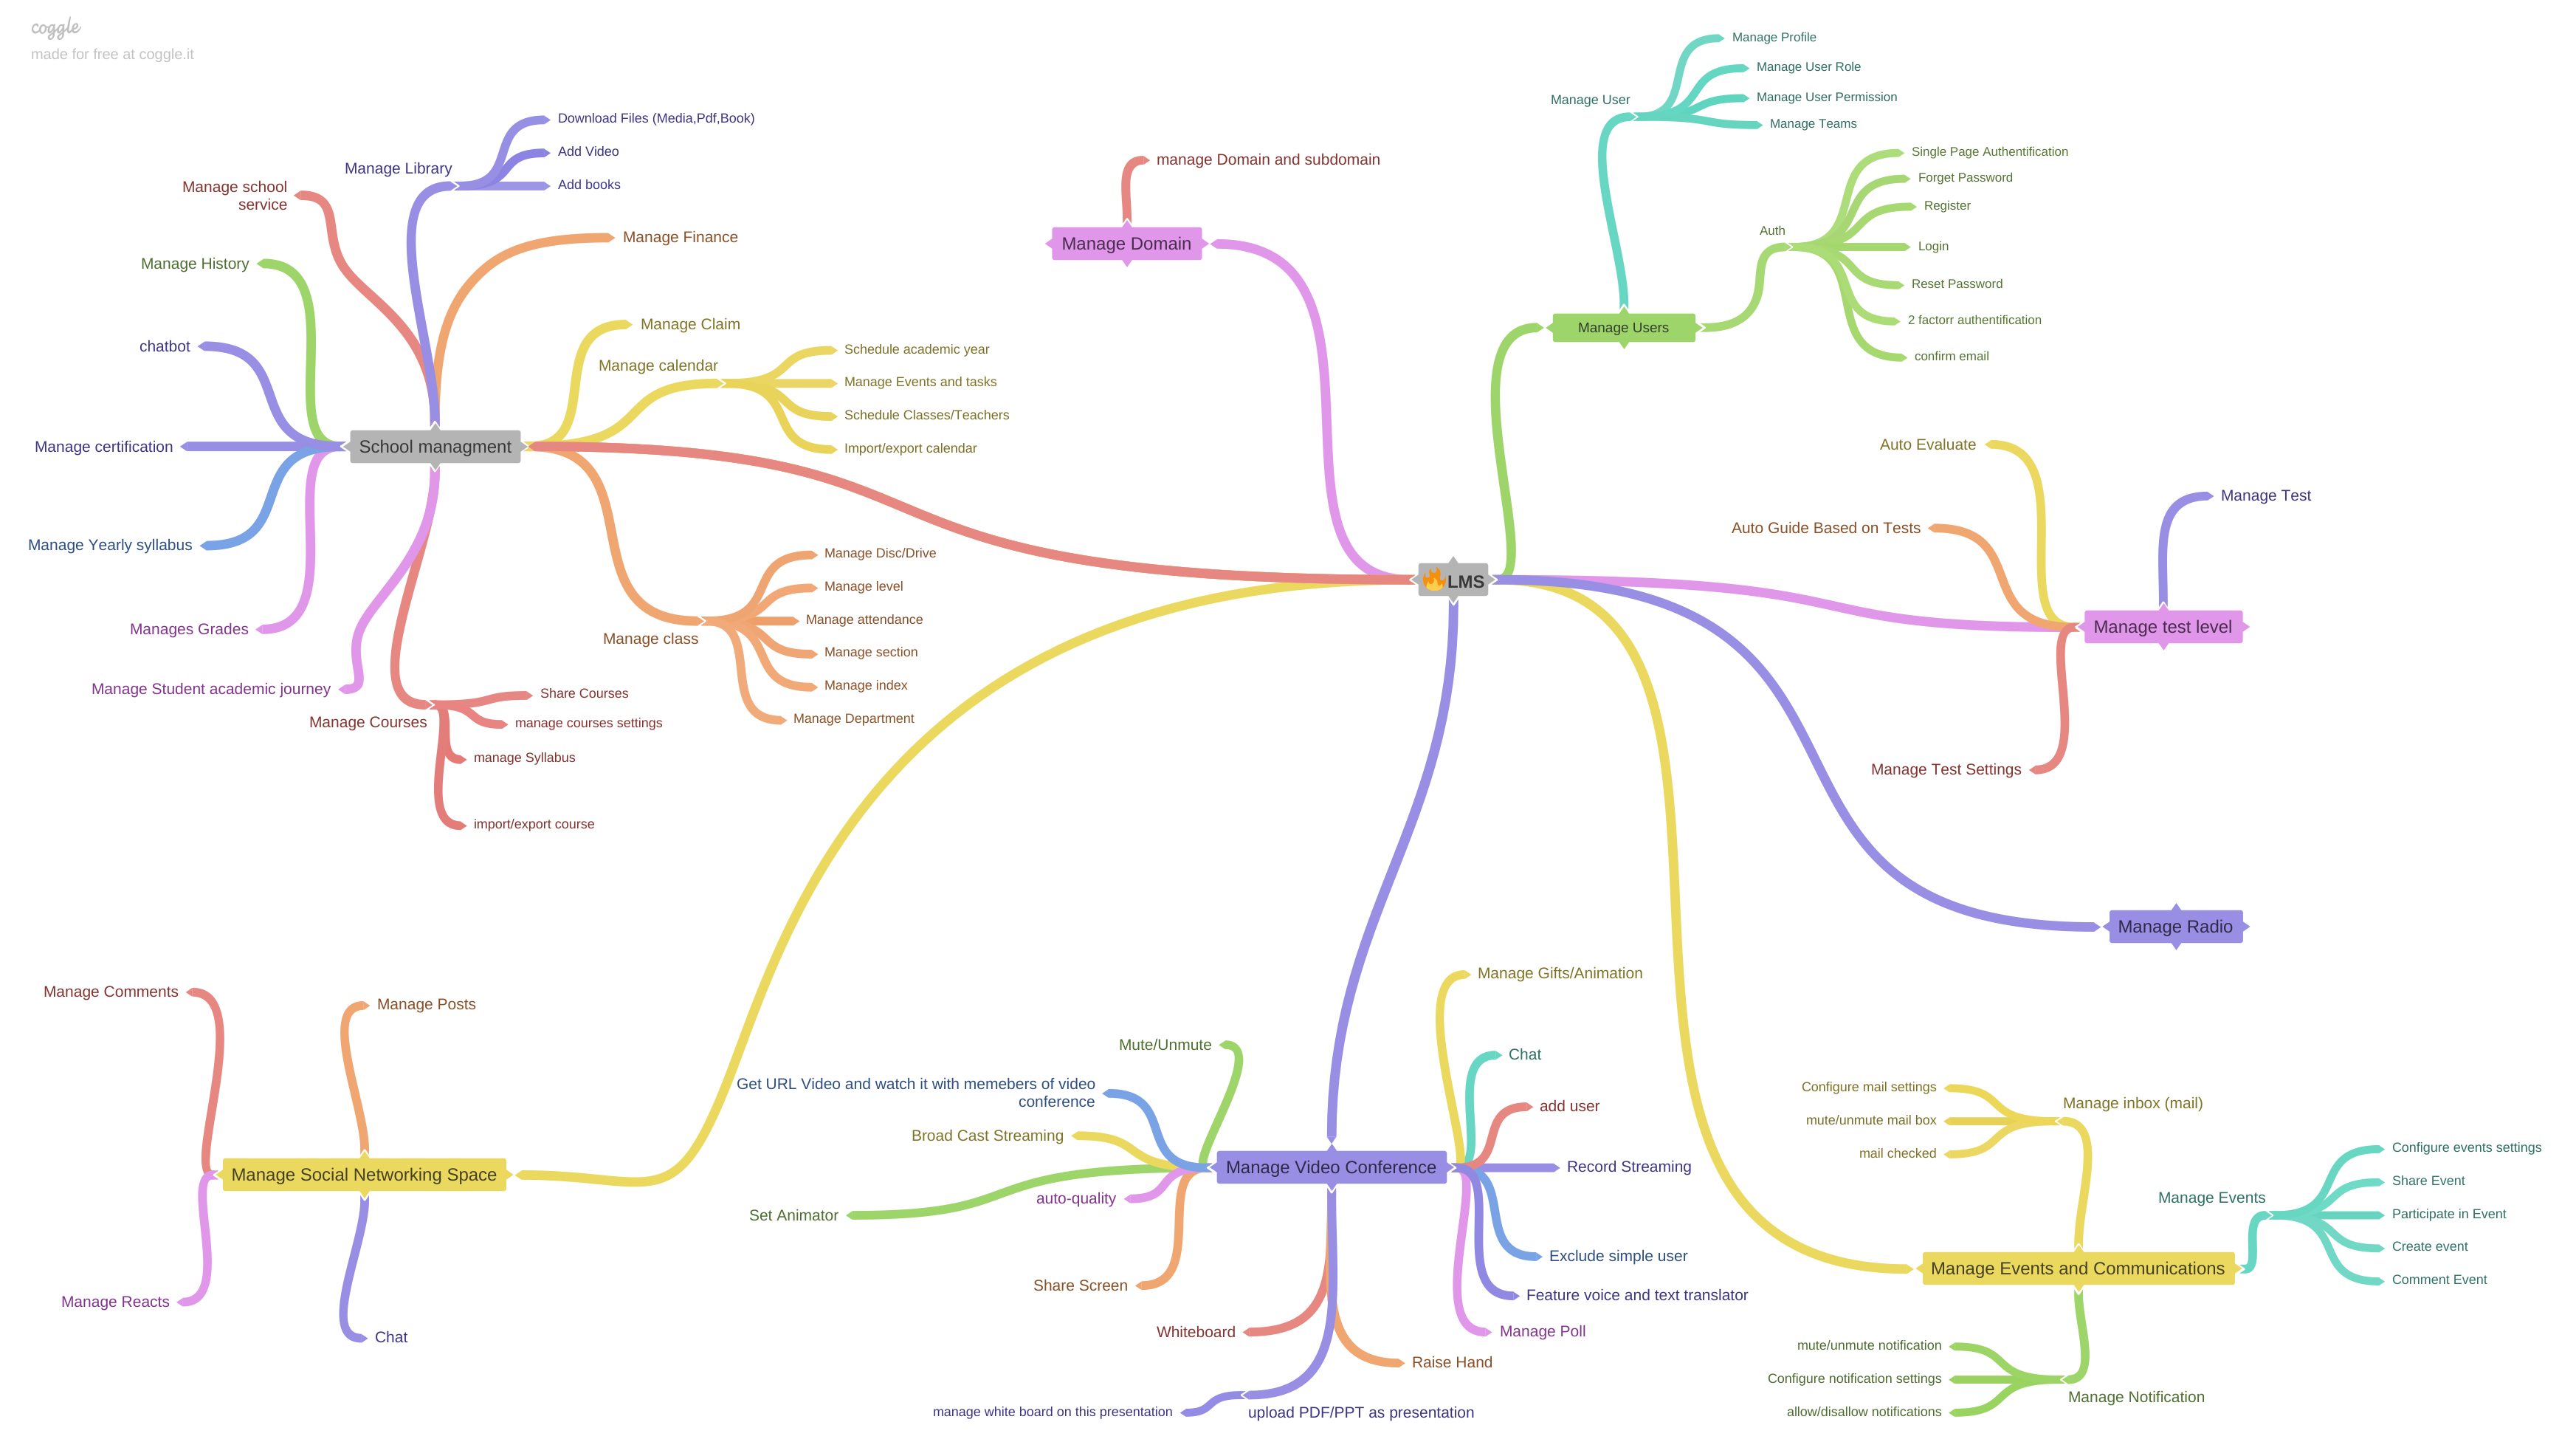 coggle
made for free at coggle.it
Manage Library
Download Files (Media,Pdf,Book)
Add Video
Add books
Manage school
service
Manage Finance
Manage History
Manage Claim
chatbot
Manage calendar
Schedule academic year
Manage Events and tasks
Schedule Classes/Teachers
Import/export calendar
School managment
Manage certification
Manage Yearly syllabus
Manages Grades
Manage Student academic journey
Manage class
Manage Disc/Drive
Manage level
Manage attendance
Manage section
Manage index
Manage Department
Manage Courses
Share Courses
manage courses settings
manage Syllabus
import/export course
manage Domain and subdomain
Manage Domain
LMS
Manage User
Manage Profile
Manage User Role
Manage User Permission
Manage Teams
Auth
Single Page Authentification
Forget Password
Register
Login
Reset Password
2 factorr authentification
confirm email
Manage Users
Auto Evaluate
Manage Test
Auto Guide Based on Tests
Manage test level
Manage Test Settings
Manage Radio
Manage Comments
Manage Posts
Manage Social Networking Space
Manage Reacts
Chat
Manage Gifts/Animation
Mute/Unmute
Chat
Get URL Video and watch it with memebers of video
conference
add user
Broad Cast Streaming
Manage Video Conference
Record Streaming
auto-quality
Set Animator
Exclude simple user
Share Screen
Feature voice and text translator
Whiteboard
Manage Poll
Raise Hand
manage white board on this presentation
upload PDF/PPT as presentation
Configure mail settings
Manage inbox (mail)
mute/unmute mail box
mail checked
Manage Events
Configure events settings
Share Event
Participate in Event
Create event
Comment Event
Manage Events and Communications
mute/unmute notification
Configure notification settings
Manage Notification
allow/disallow notifications